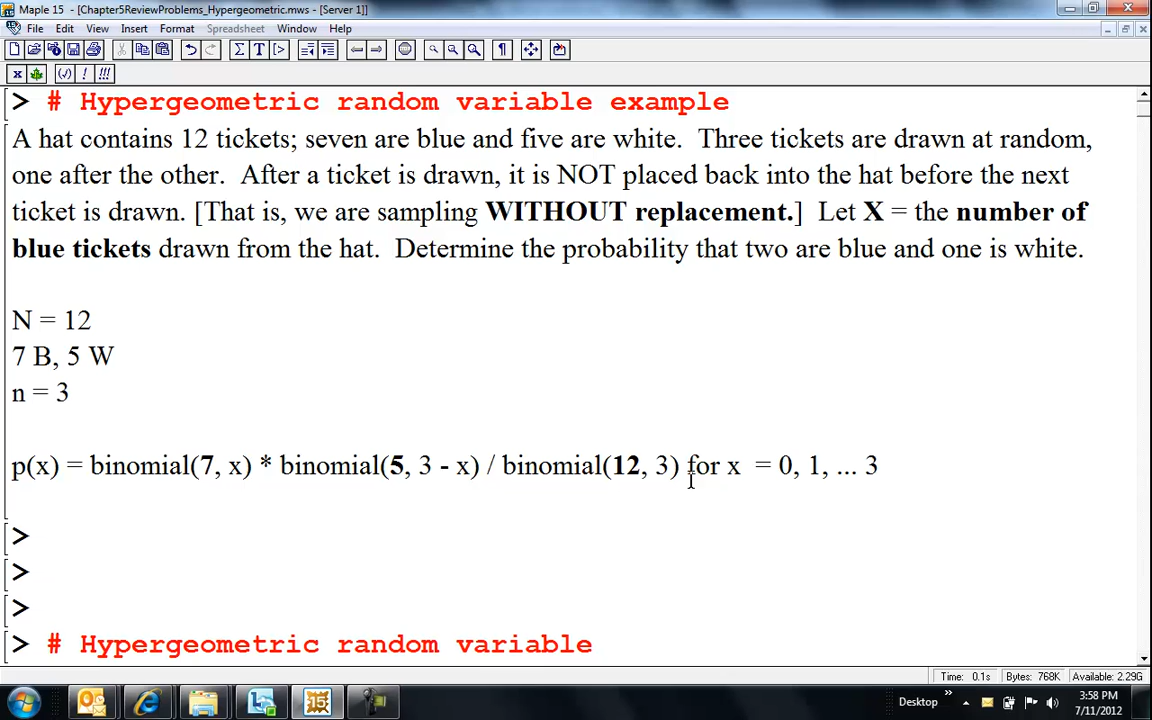 Maple 15 - [Chapter5ReviewProblems_Hypergeometric.mws - [Server 1]]
File Edit View Insert Format Spreadsheet Window Help
> # Hypergeometric random variable example
A hat contains 12 tickets; seven are blue and five are white. Three tickets are drawn at random,
one after the other. After a ticket is drawn, it is NOT placed back into the hat before the next
ticket is drawn. [That is, we are sampling WITHOUT replacement.] Let X = the number of
blue tickets drawn from the hat. Determine the probability that two are blue and one is white.
N = 12
7 B, 5 W
n = 3
p(x) = binomial(7, x) * binomial(5, 3 - x) / binomial(12, 3) for x = 0, 1, ... 3
>
>
>
> # Hypergeometric random variable
Time: 0.1s Bytes: 768K Available: 2.29G
Desktop » 3:58 PM
7/11/2012